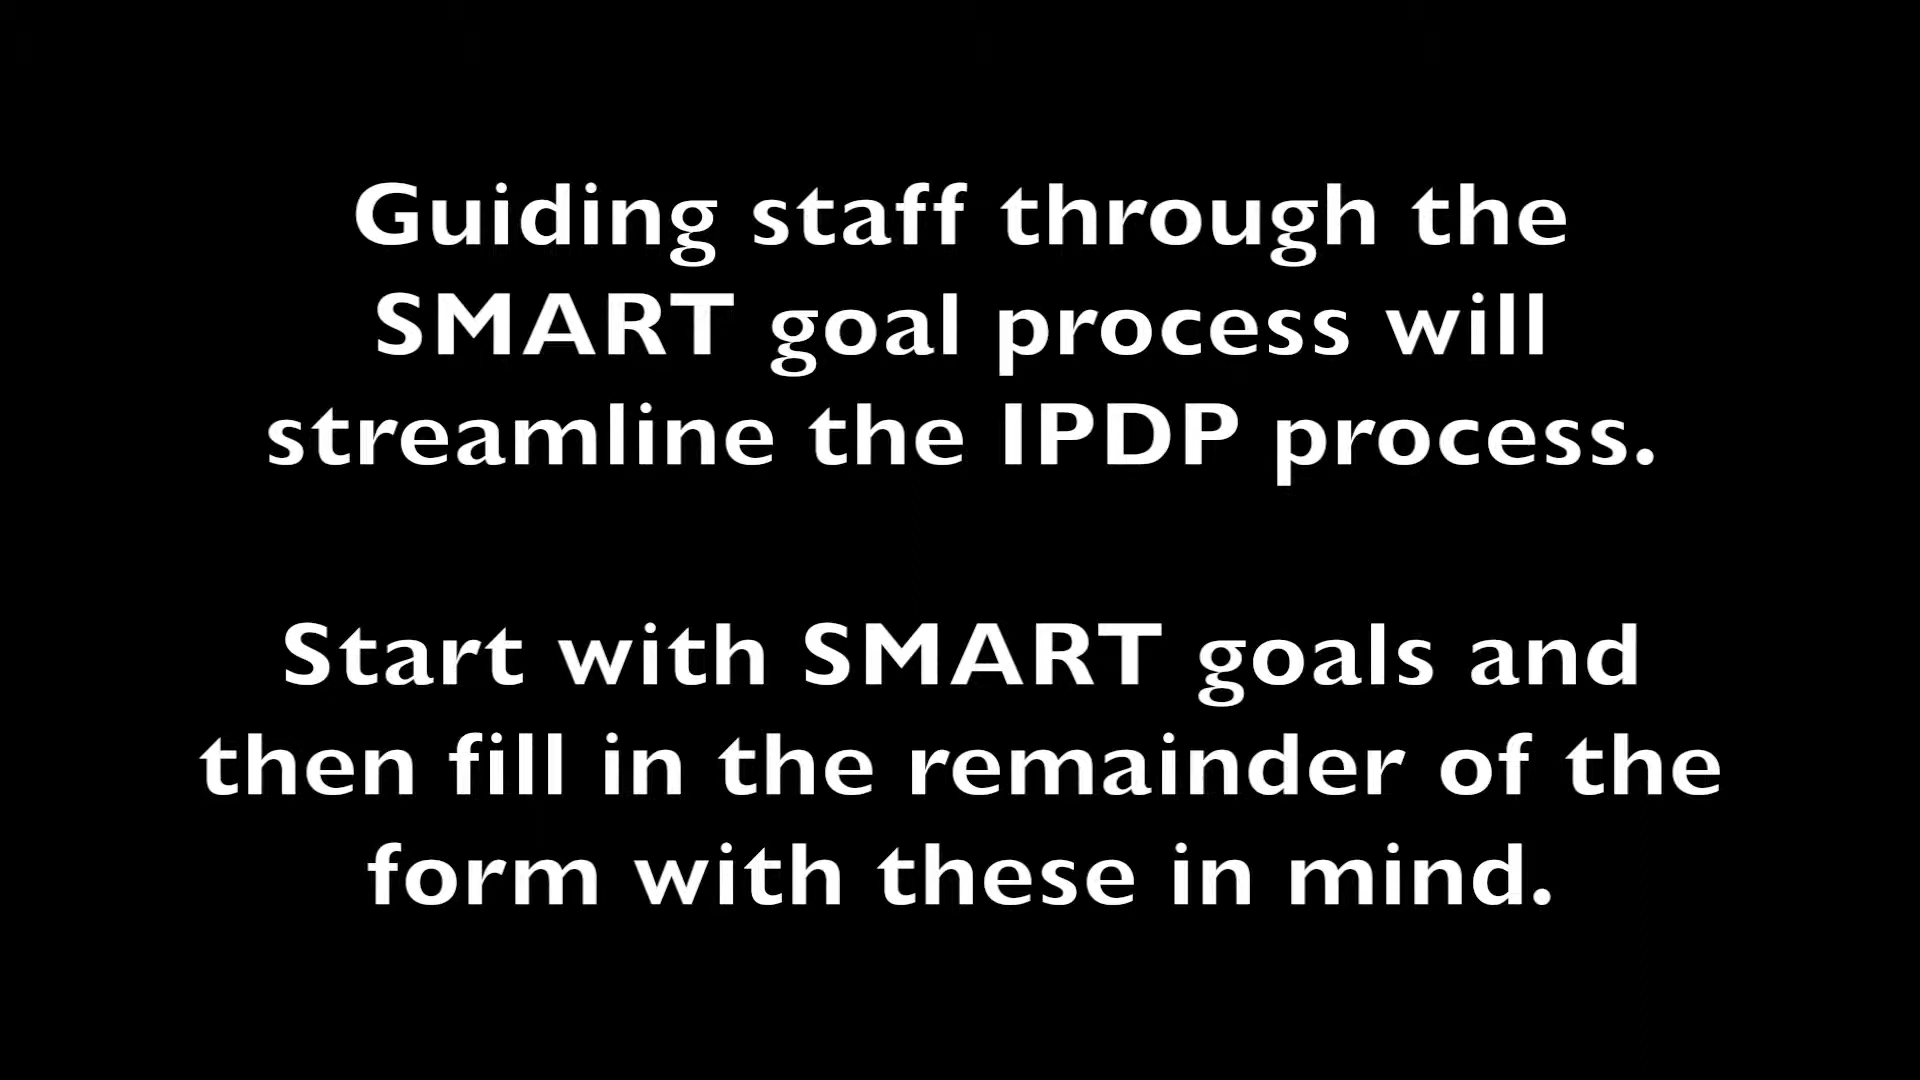 Guiding staff through the
SMART goal process will
streamline the IPDP process.
Start with SMART goals and
then fill in the remainder of the
form with these in mind.